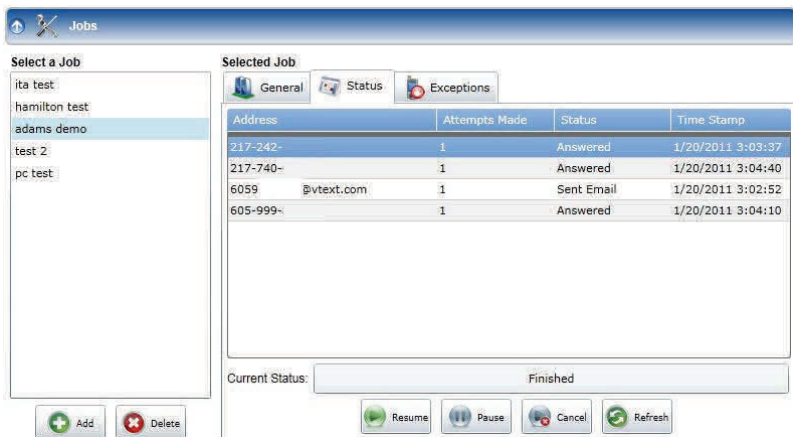 Jobs
Select a Job
ita test
hamilton test
adams demo
test 2
pc test
Add Delete
Selected Job
General Status Exceptions
Address Attempts Made Status Time Stamp
217-242- 1 Answered 1/20/2011 3:03:37
217-740- 1 Answered 1/20/2011 3:04:40
6059 @vtext.com 1 Sent Email 1/20/2011 3:02:52
605-999- 1 Answered 1/20/2011 3:04:10
Current Status: Finished
Resume Pause Cancel Refresh